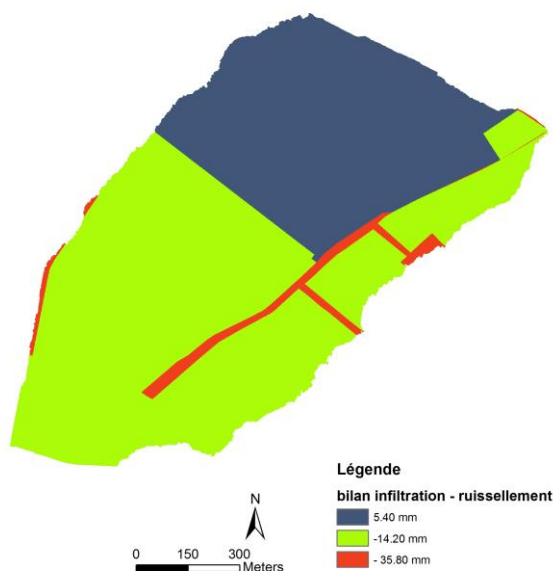 Légende
bilan infiltration - ruissellement
5.40 mm
-14.20 mm
- 35.80 mm
N
0 150 300
Meters